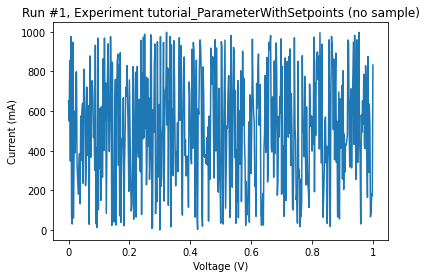 Run #1, Experiment tutorial_ParameterWithSetpoints (no sample)
1000
800
600
400
200
0
Current (mA)
0 0.2 0.4 0.6 0.8 1
Voltage (V)